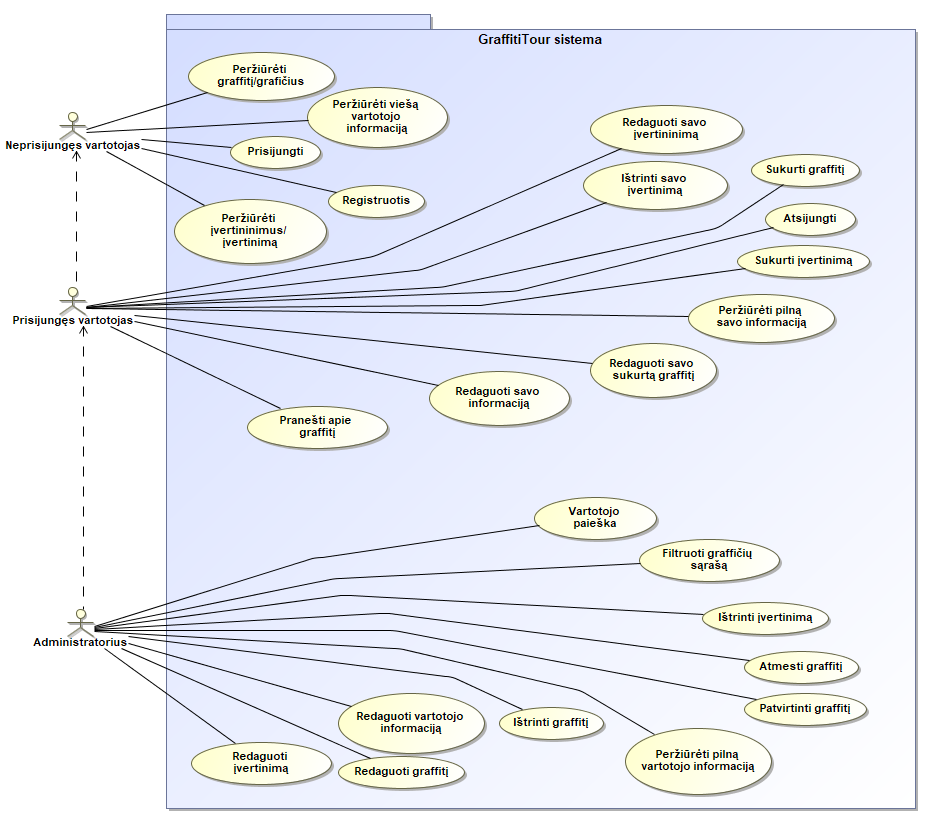 GraffitiTour sistema
Peržiūrėti
graffitį/grafičius
Peržiūrėti viešą
vartotojo
informaciją
Neprisijungęs vartotojas
Prisijungti
Registruotis
Peržiūrėti
įvertininimus/
įvertinimą
Redaguoti savo
įvertininimą
Ištrinti savo
įvertinimą
Sukurti graffitį
Atsijungti
Sukurti įvertinimą
Prisijungęs vartotojas
Peržiūrėti pilną
savo informaciją
Redaguoti savo
sukurtą graffitį
Redaguoti savo
informaciją
Pranešti apie
graffitį
Vartotojo
paieška
Filtruoti graffičių
sąrašą
Ištrinti įvertinimą
Administratorius
Atmesti graffitį
Patvirtinti graffitį
Redaguoti vartotojo
informaciją
Ištrinti graffitį
Peržiūrėti pilną
vartotojo informaciją
Redaguoti
įvertinimą
Redaguoti graffitį